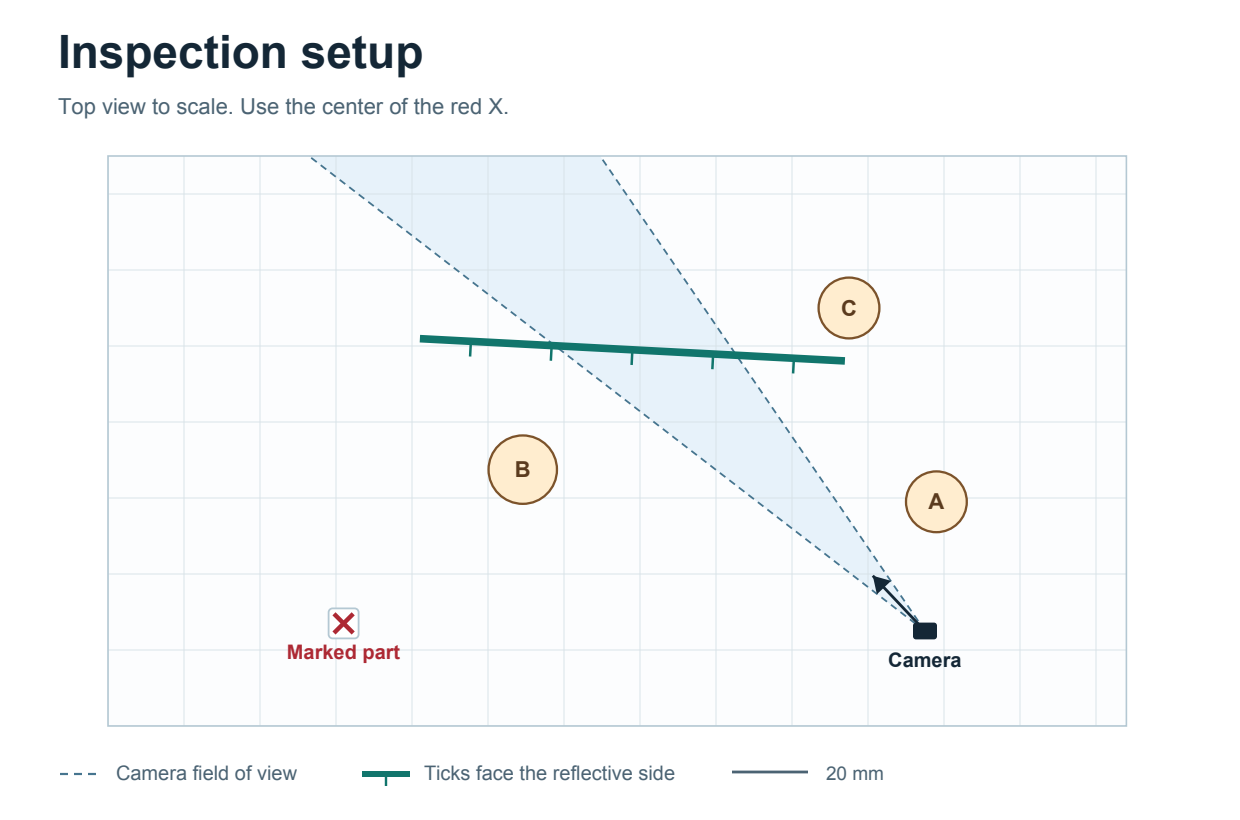 Inspection setup
Top view to scale. Use the center of the red X.
C
B
A
Marked part
Camera
Camera field of view
Ticks face the reflective side
20 mm